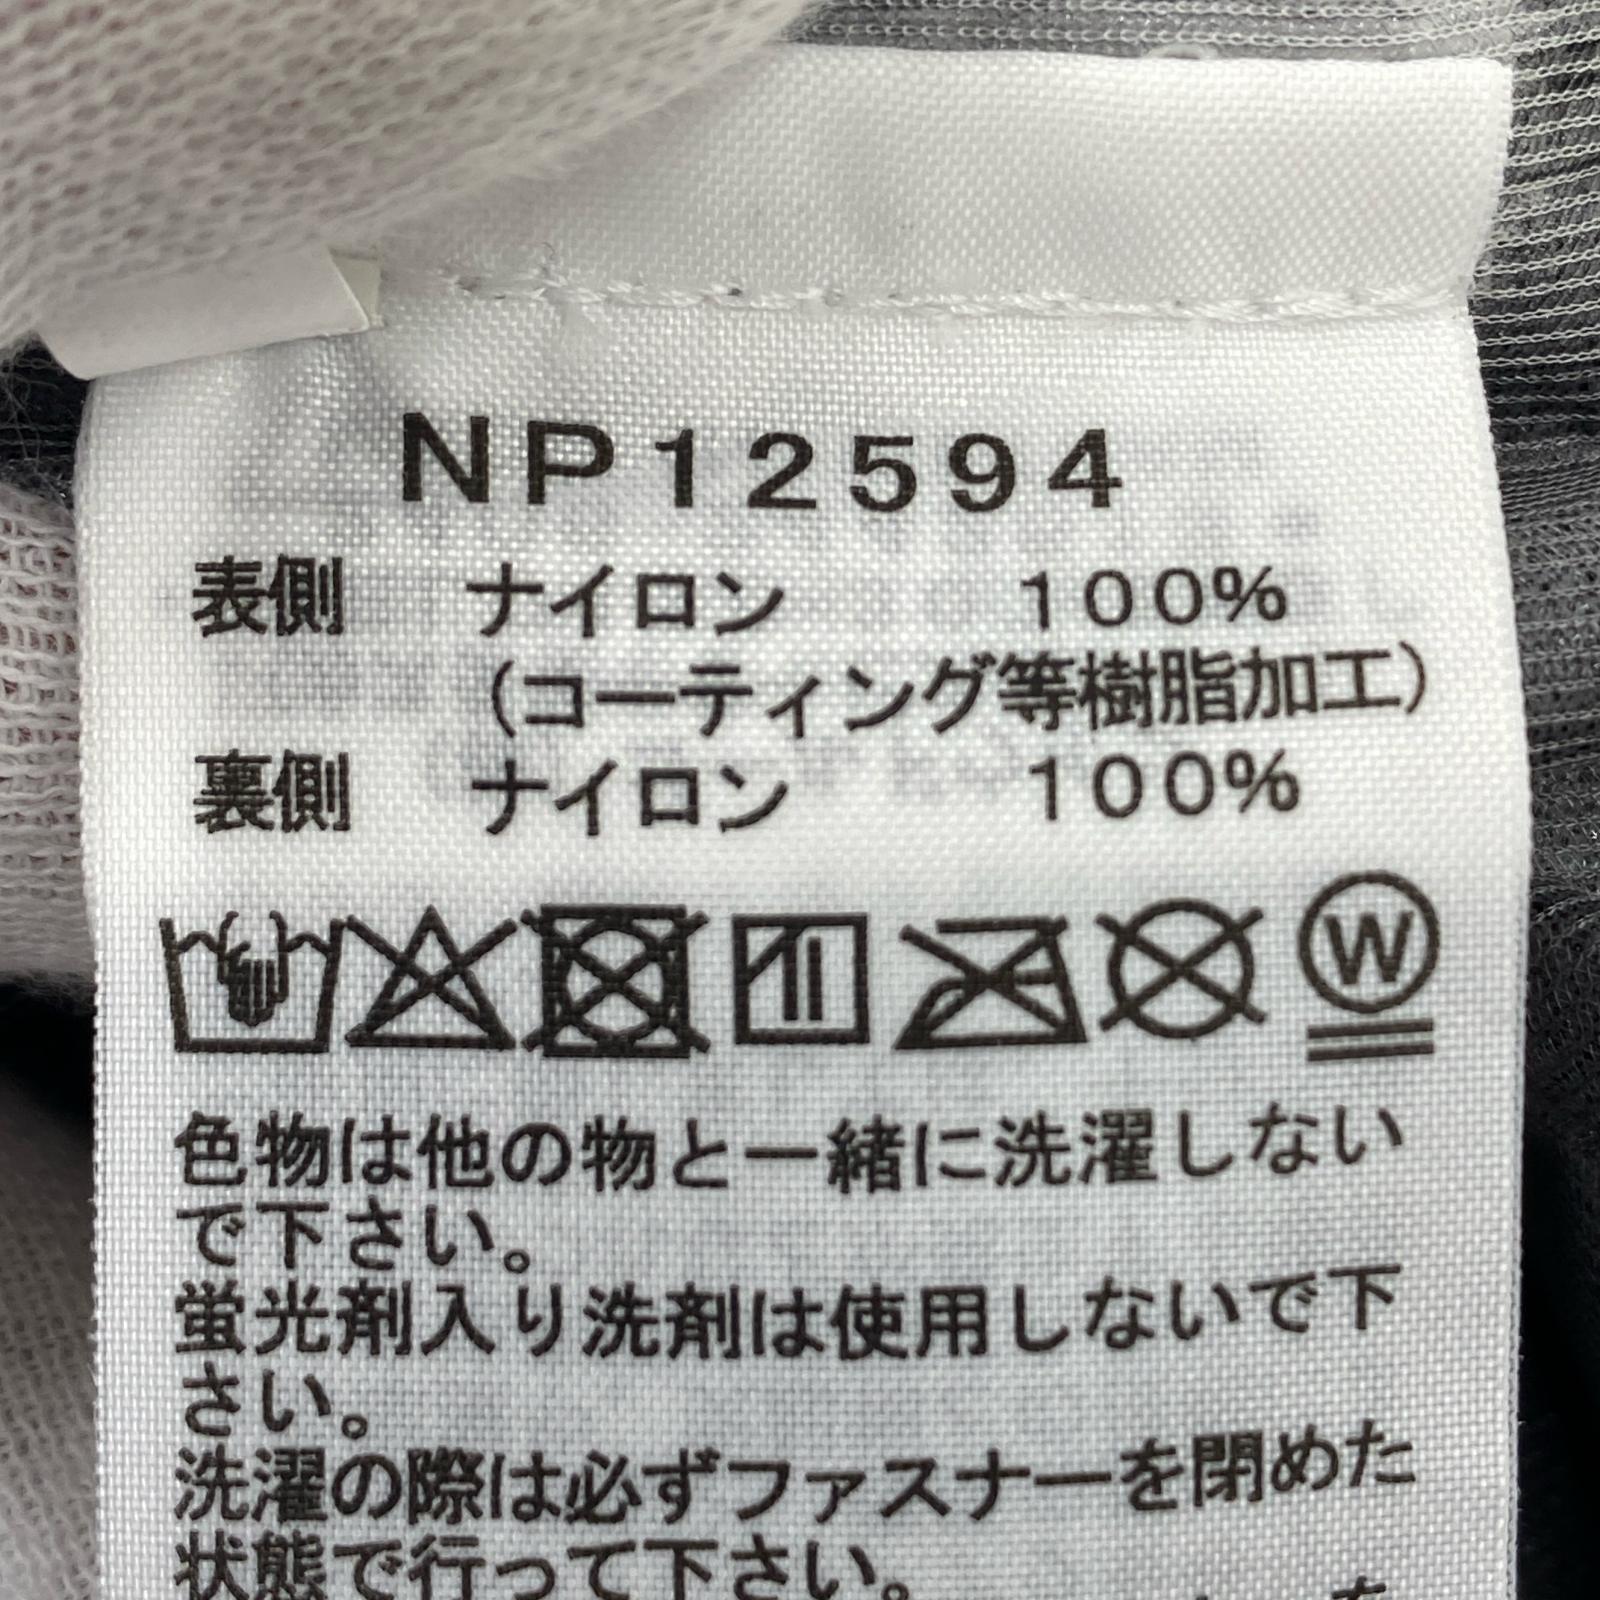 NP12594
表側 ナイロン 100%
(コーティング等樹脂加工)
裏側 ナイロン 100%
W
色物は他の物と一緒に洗濯しない
で下さい。
蛍光剤入り洗剤は使用しないで下
さい。
洗濯の際は必ずファスナーを閉めた
状態で行って下さい。